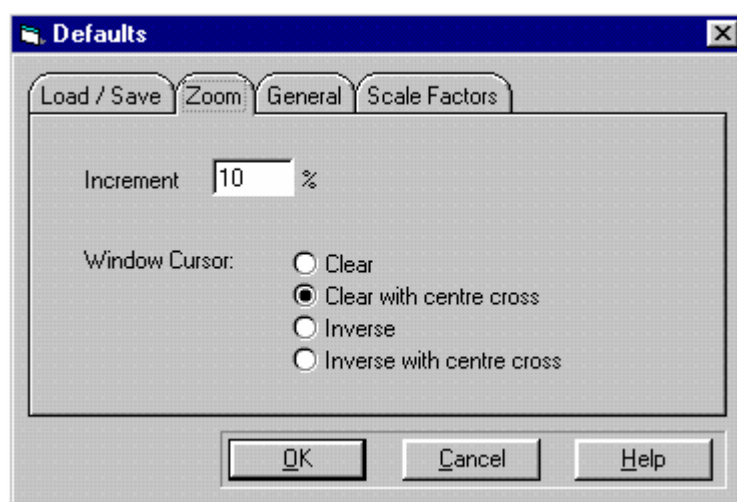 Defaults
Load / Save Zoom General Scale Factors
Increment 10 %
Window Cursor: Clear
Clear with centre cross
Inverse
Inverse with centre cross
OK Cancel Help